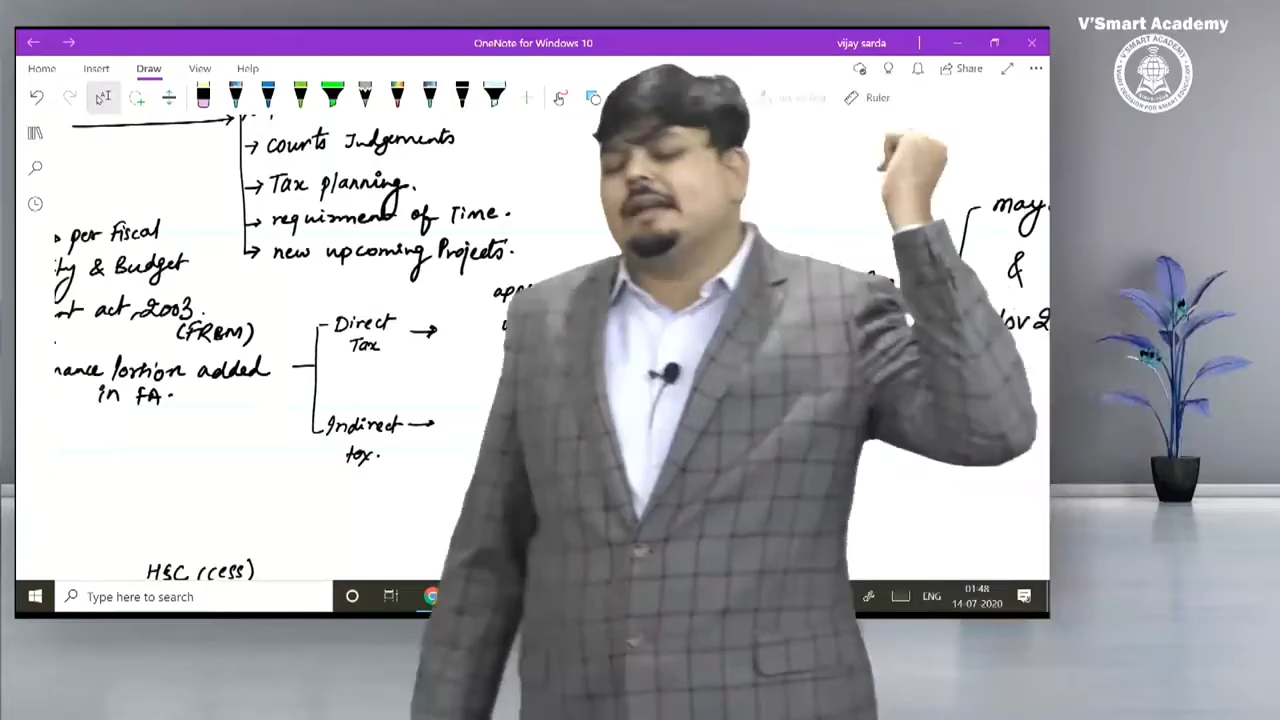 V'Smart Academy
OneNote for Windows 10
vijay sarda
Home Insert Draw View Help
Share
Ruler
→ courts Judgements
→ Tax planning.
→ requirment of Time.
→ new upcoming Projects.
per fiscal
& Budget
act, 2003.
(FRBM)
Portion added
in FA.
Direct →
Tax
Indirect →
tax.
may
&
HSC (cess)
Type here to search
ENG
01:48
14-07-2020